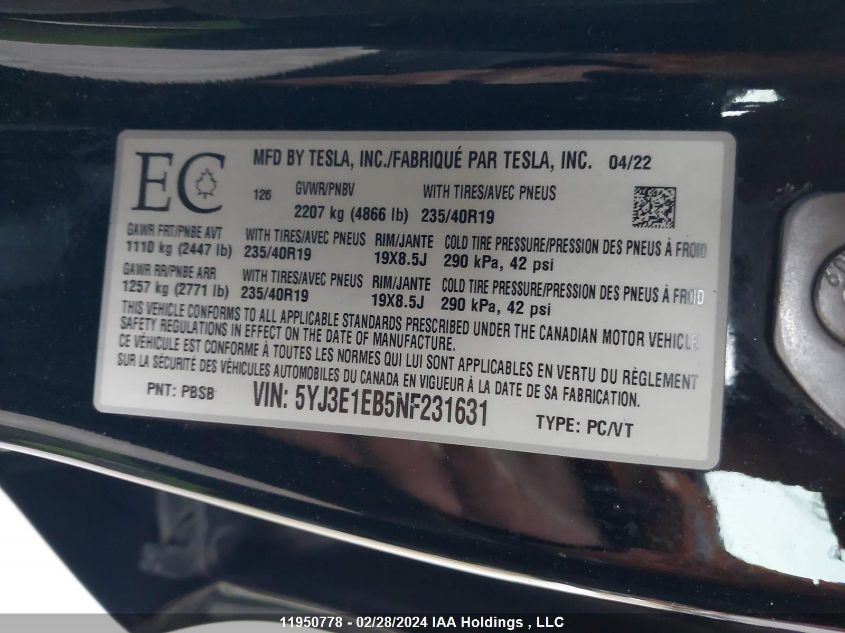 EC MFD BY TESLA, INC./FABRIQUÉ PAR TESLA, INC. 04/22
126 GVWR/PNBV WITH TIRES/AVEC PNEUS
2207 kg (4866 lb) 235/40R19
GAWR FRT/PNBE AVT WITH TIRES/AVEC PNEUS RIM/JANTE COLD TIRE PRESSURE/PRESSION DES PNEUS À FROID
1110 kg (2447 lb) 235/40R19 19X8.5J 290 kPa, 42 psi
GAWR RR/PNBE ARR WITH TIRES/AVEC PNEUS RIM/JANTE COLD TIRE PRESSURE/PRESSION DES PNEUS À FROID
1257 kg (2771 lb) 235/40R19 19X8.5J 290 kPa, 42 psi
THIS VEHICLE CONFORMS TO ALL APPLICABLE STANDARDS PRESCRIBED UNDER THE CANADIAN MOTOR VEHICLE
SAFETY REGULATIONS IN EFFECT ON THE DATE OF MANUFACTURE.
CE VÉHICULE EST CONFORME À TOUTES LES NORMES QUI LUI SONT APPLICABLES EN VERTU DU RÈGLEMENT
SUR LA SÉCURITÉ DES VÉHICULES AUTOMOBILES DU CANADA EN VIGUEUR À LA DATE DE SA FABRICATION.
PNT: PBSB VIN: 5YJ3E1EB5NF231631 TYPE: PC/VT
11950778 - 02/28/2024 IAA Holdings , LLC